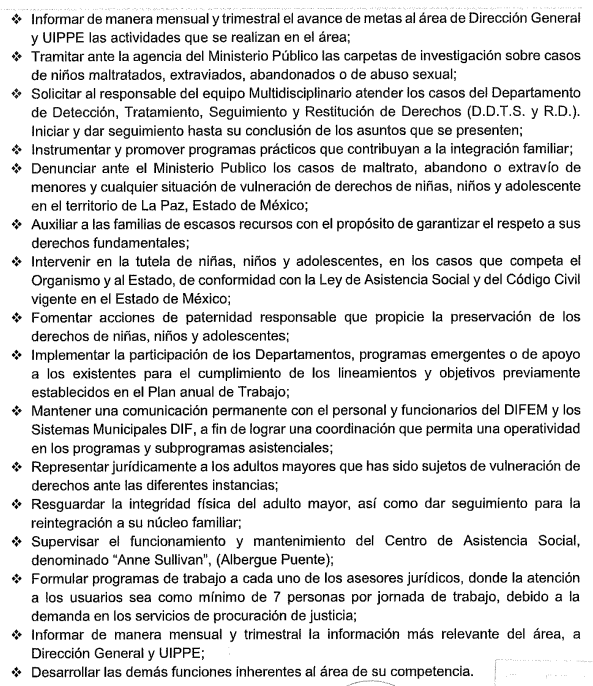 ❖ Informar de manera mensual y trimestral el avance de metas al área de Dirección General
y UIPPE las actividades que se realizan en el área;
❖ Tramitar ante la agencia del Ministerio Público las carpetas de investigación sobre casos
de niños maltratados, extraviados, abandonados o de abuso sexual;
❖ Solicitar al responsable del equipo Multidisciplinario atender los casos del Departamento
de Detección, Tratamiento, Seguimiento y Restitución de Derechos (D.D.T.S. y R.D.).
Iniciar y dar seguimiento hasta su conclusión de los asuntos que se presenten;
❖ Instrumentar y promover programas prácticos que contribuyan a la integración familiar;
❖ Denunciar ante el Ministerio Publico los casos de maltrato, abandono o extravío de
menores y cualquier situación de vulneración de derechos de niñas, niños y adolescente
en el territorio de La Paz, Estado de México;
❖ Auxiliar a las familias de escasos recursos con el propósito de garantizar el respeto a sus
derechos fundamentales;
❖ Intervenir en la tutela de niñas, niños y adolescentes, en los casos que competa el
Organismo y al Estado, de conformidad con la Ley de Asistencia Social y del Código Civil
vigente en el Estado de México;
❖ Fomentar acciones de paternidad responsable que propicie la preservación de los
derechos de niñas, niños y adolescentes;
❖ Implementar la participación de los Departamentos, programas emergentes o de apoyo
a los existentes para el cumplimiento de los lineamientos y objetivos previamente
establecidos en el Plan anual de Trabajo;
❖ Mantener una comunicación permanente con el personal y funcionarios del DIFEM y los
Sistemas Municipales DIF, a fin de lograr una coordinación que permita una operatividad
en los programas y subprogramas asistenciales;
❖ Representar jurídicamente a los adultos mayores que has sido sujetos de vulneración de
derechos ante las diferentes instancias;
❖ Resguardar la integridad física del adulto mayor, así como dar seguimiento para la
reintegración a su núcleo familiar;
❖ Supervisar el funcionamiento y mantenimiento del Centro de Asistencia Social,
denominado “Anne Sullivan”, (Albergue Puente);
❖ Formular programas de trabajo a cada uno de los asesores jurídicos, donde la atención
a los usuarios sea como mínimo de 7 personas por jornada de trabajo, debido a la
demanda en los servicios de procuración de justicia;
❖ Informar de manera mensual y trimestral la información más relevante del área, a
Dirección General y UIPPE;
❖ Desarrollar las demás funciones inherentes al área de su competencia.